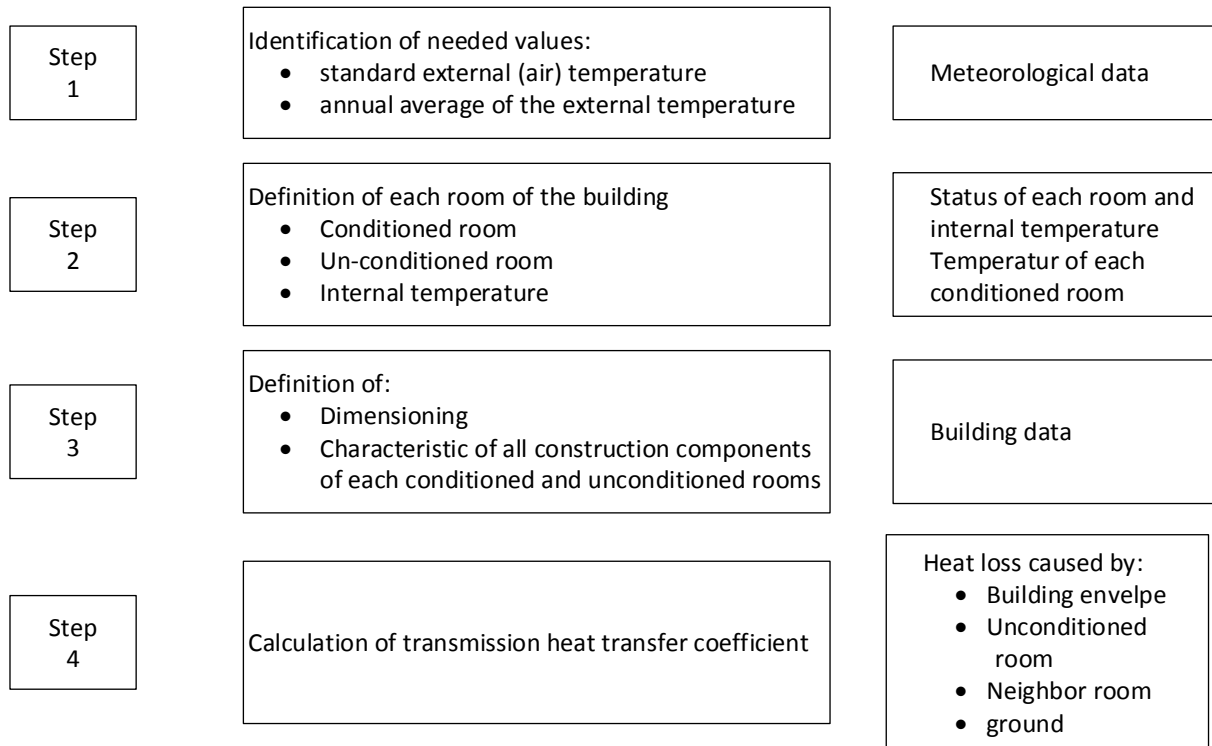 Step
1
Identification of needed values:
• standard external (air) temperature
• annual average of the external temperature
Meteorological data
Step
2
Definition of each room of the building
• Conditioned room
• Un-conditioned room
• Internal temperature
Status of each room and
internal temperature
Temperatur of each
conditioned room
Step
3
Definition of:
• Dimensioning
• Characteristic of all construction components
of each conditioned and unconditioned rooms
Building data
Step
4
Calculation of transmission heat transfer coefficient
Heat loss caused by:
• Building envelpe
• Unconditioned
room
• Neighbor room
• ground